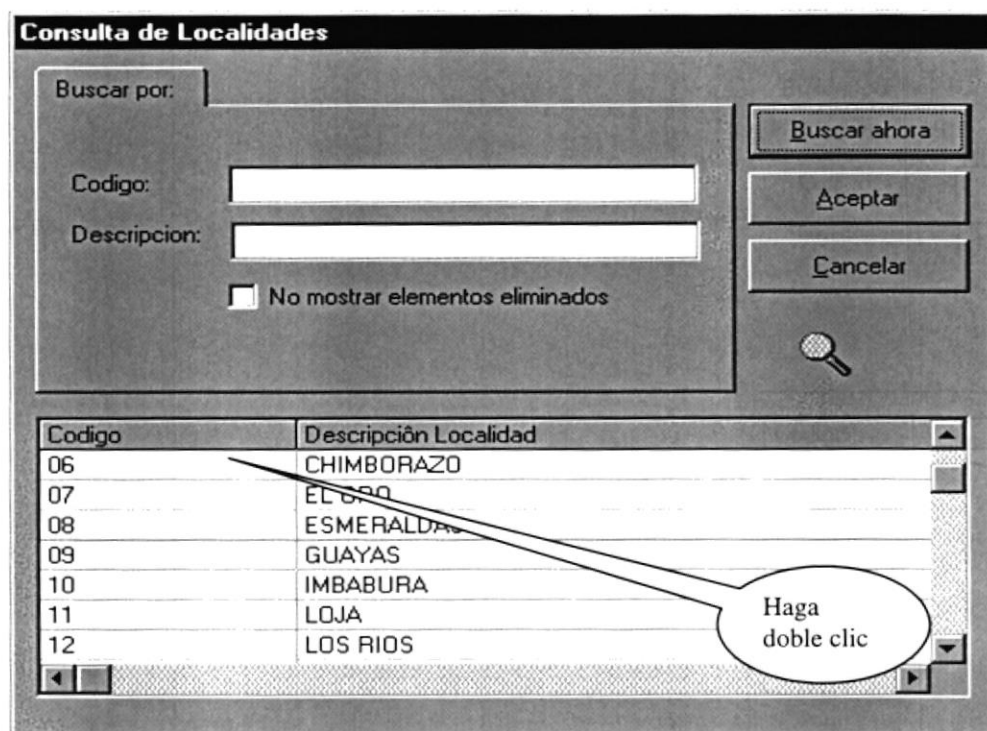 Consulta de Localidades
Buscar por:
Buscar ahora
Codigo:
Aceptar
Descripcion:
Cancelar
No mostrar elementos eliminados
Codigo Descripción Localidad
06 CHIMBORAZO
07 EL ORO
08 ESMERALDAS
09 GUAYAS
10 IMBABURA
11 LOJA
12 LOS RIOS
Haga
doble clic